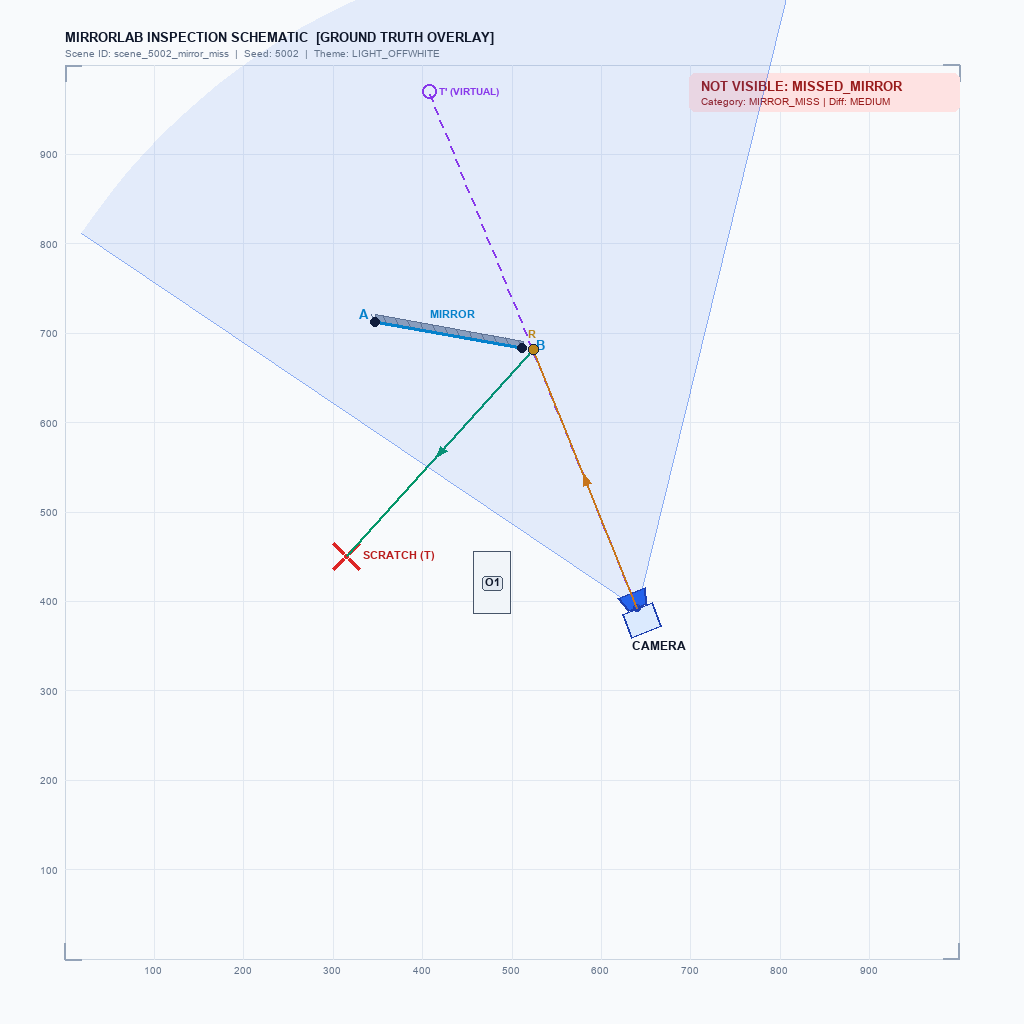 MIRRORLAB INSPECTION SCHEMATIC [GROUND TRUTH OVERLAY]
Scene ID: scene_5002_mirror_miss | Seed: 5002 | Theme: LIGHT_OFFWHITE
NOT VISIBLE: MISSED_MIRROR
Category: MIRROR_MISS | Diff: MEDIUM
T' (VIRTUAL)
900
800
A
MIRROR
700
R
B
600
500
SCRATCH (T)
O1
400
CAMERA
300
200
100
100 200 300 400 500 600 700 800 900